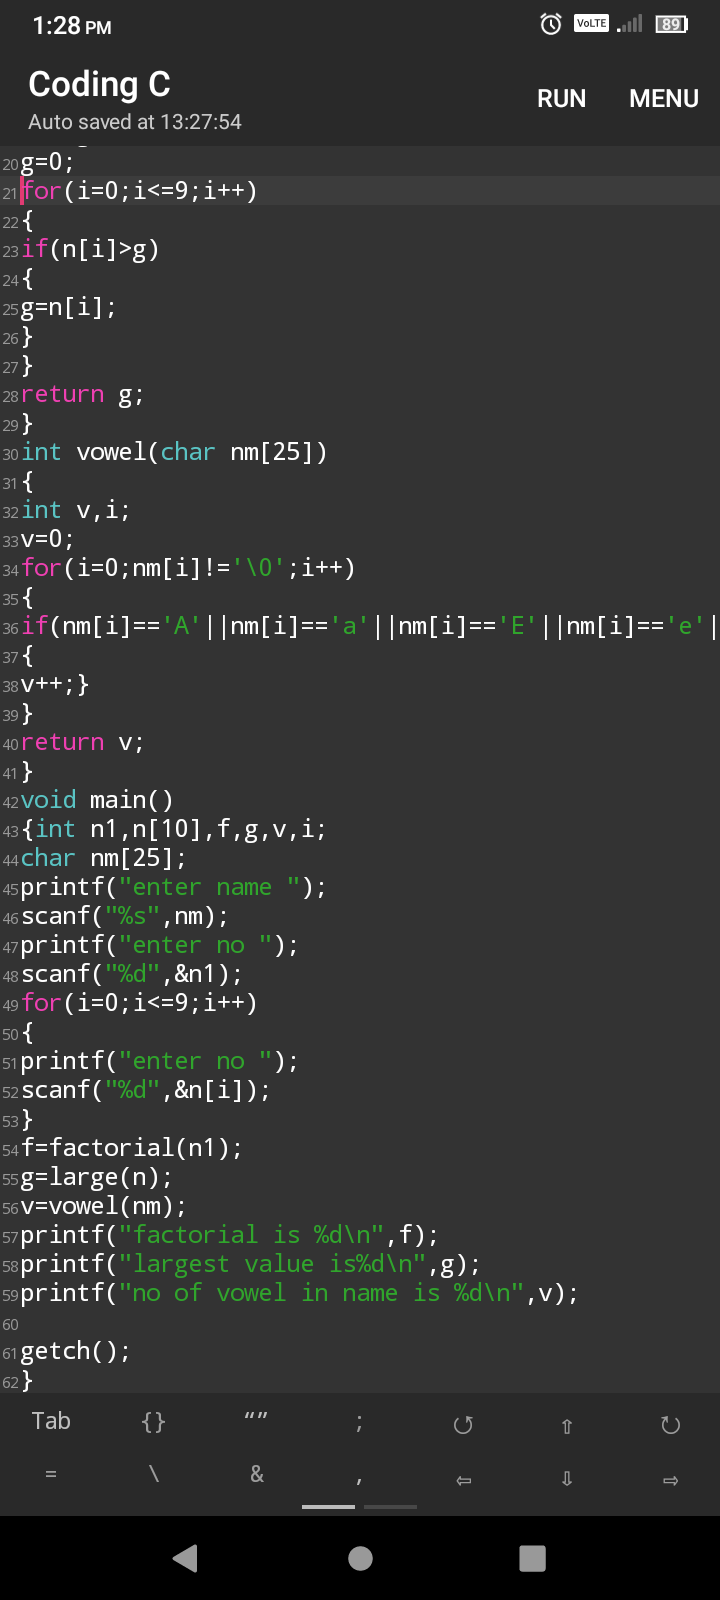 1:28 PM
VoLTE
89
Coding C
RUN
MENU
Auto saved at 13:27:54
20 g=0;
21 for(i=0;i<=9;i++)
22 {
23 if(n[i]>g)
24 {
25 g=n[i];
26 }
27 }
28 return g;
29 }
30 int vowel(char nm[25])
31 {
32 int v,i;
33 v=0;
34 for(i=0;nm[i]!='\0';i++)
35 {
36 if(nm[i]=='A'||nm[i]=='a'||nm[i]=='E'||nm[i]=='e'|
37 {
38 v++;}
39 }
40 return v;
41 }
42 void main()
43 {int n1,n[10],f,g,v,i;
44 char nm[25];
45 printf("enter name ");
46 scanf("%s",nm);
47 printf("enter no ");
48 scanf("%d",&n1);
49 for(i=0;i<=9;i++)
50 {
51 printf("enter no ");
52 scanf("%d",&n[i]);
53 }
54 f=factorial(n1);
55 g=large(n);
56 v=vowel(nm);
57 printf("factorial is %d\n",f);
58 printf("largest value is%d\n",g);
59 printf("no of vowel in name is %d\n",v);
60
61 getch();
62 }
Tab {} “” ; ↺ ⇧ ↻
= \ & , ⇦ ⇩ ⇨